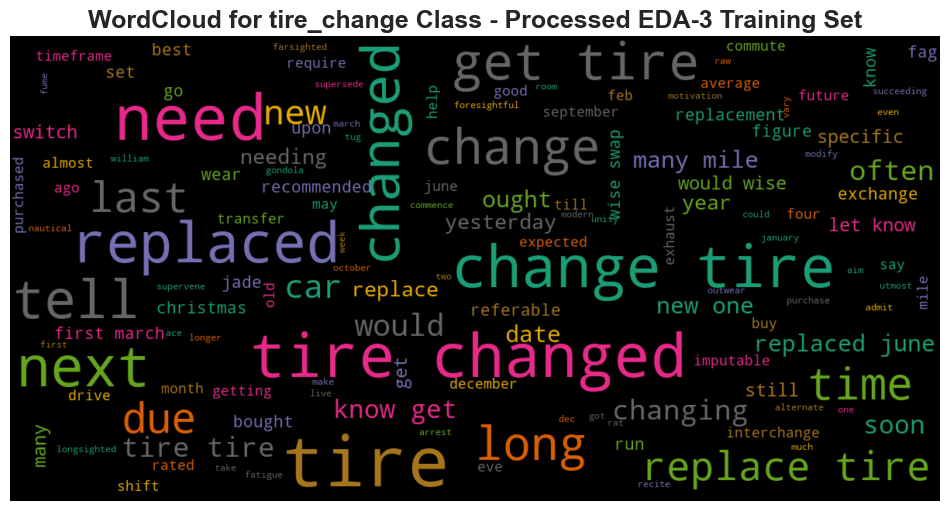 WordCloud for tire_change Class - Processed EDA-3 Training Set
timeframe
best
farsighted
require
changed
get tire
commute
raw
know
fag
fume
set
go
supersede
help
good
room
feb
motivation
average
vary
future
succeeding
need
new
foresightful
september
replacement
even
switch
upon
march
tug
change
figure
specific
almost
william
gondola
needing
wise swap
many mile
modify
often
purchased
ago
wear
recommended
june
would wise
exchange
last
may
ought
till
year
four
nautical
transfer
commence
modern
unit
yesterday
could
let know
replaced
week
expected
exhaust
january
october
two
change tire
aim
say
tell
supervene
jade
old
car
replace
outwear
utmost
mile
christmas
referable
new one
purchase
admit
first march
ace
longer
would
date
buy
replaced june
first
next
tire changed
get
imputable
drive
month
getting
make
live
december
still
time
many
due
bought
know get
dec
got
rat
changing
alternate
one
longsighted
tire tire
arrest
tire
long
run
interchange
much
soon
rated
take
fatigue
eve
replace tire
shift
recite